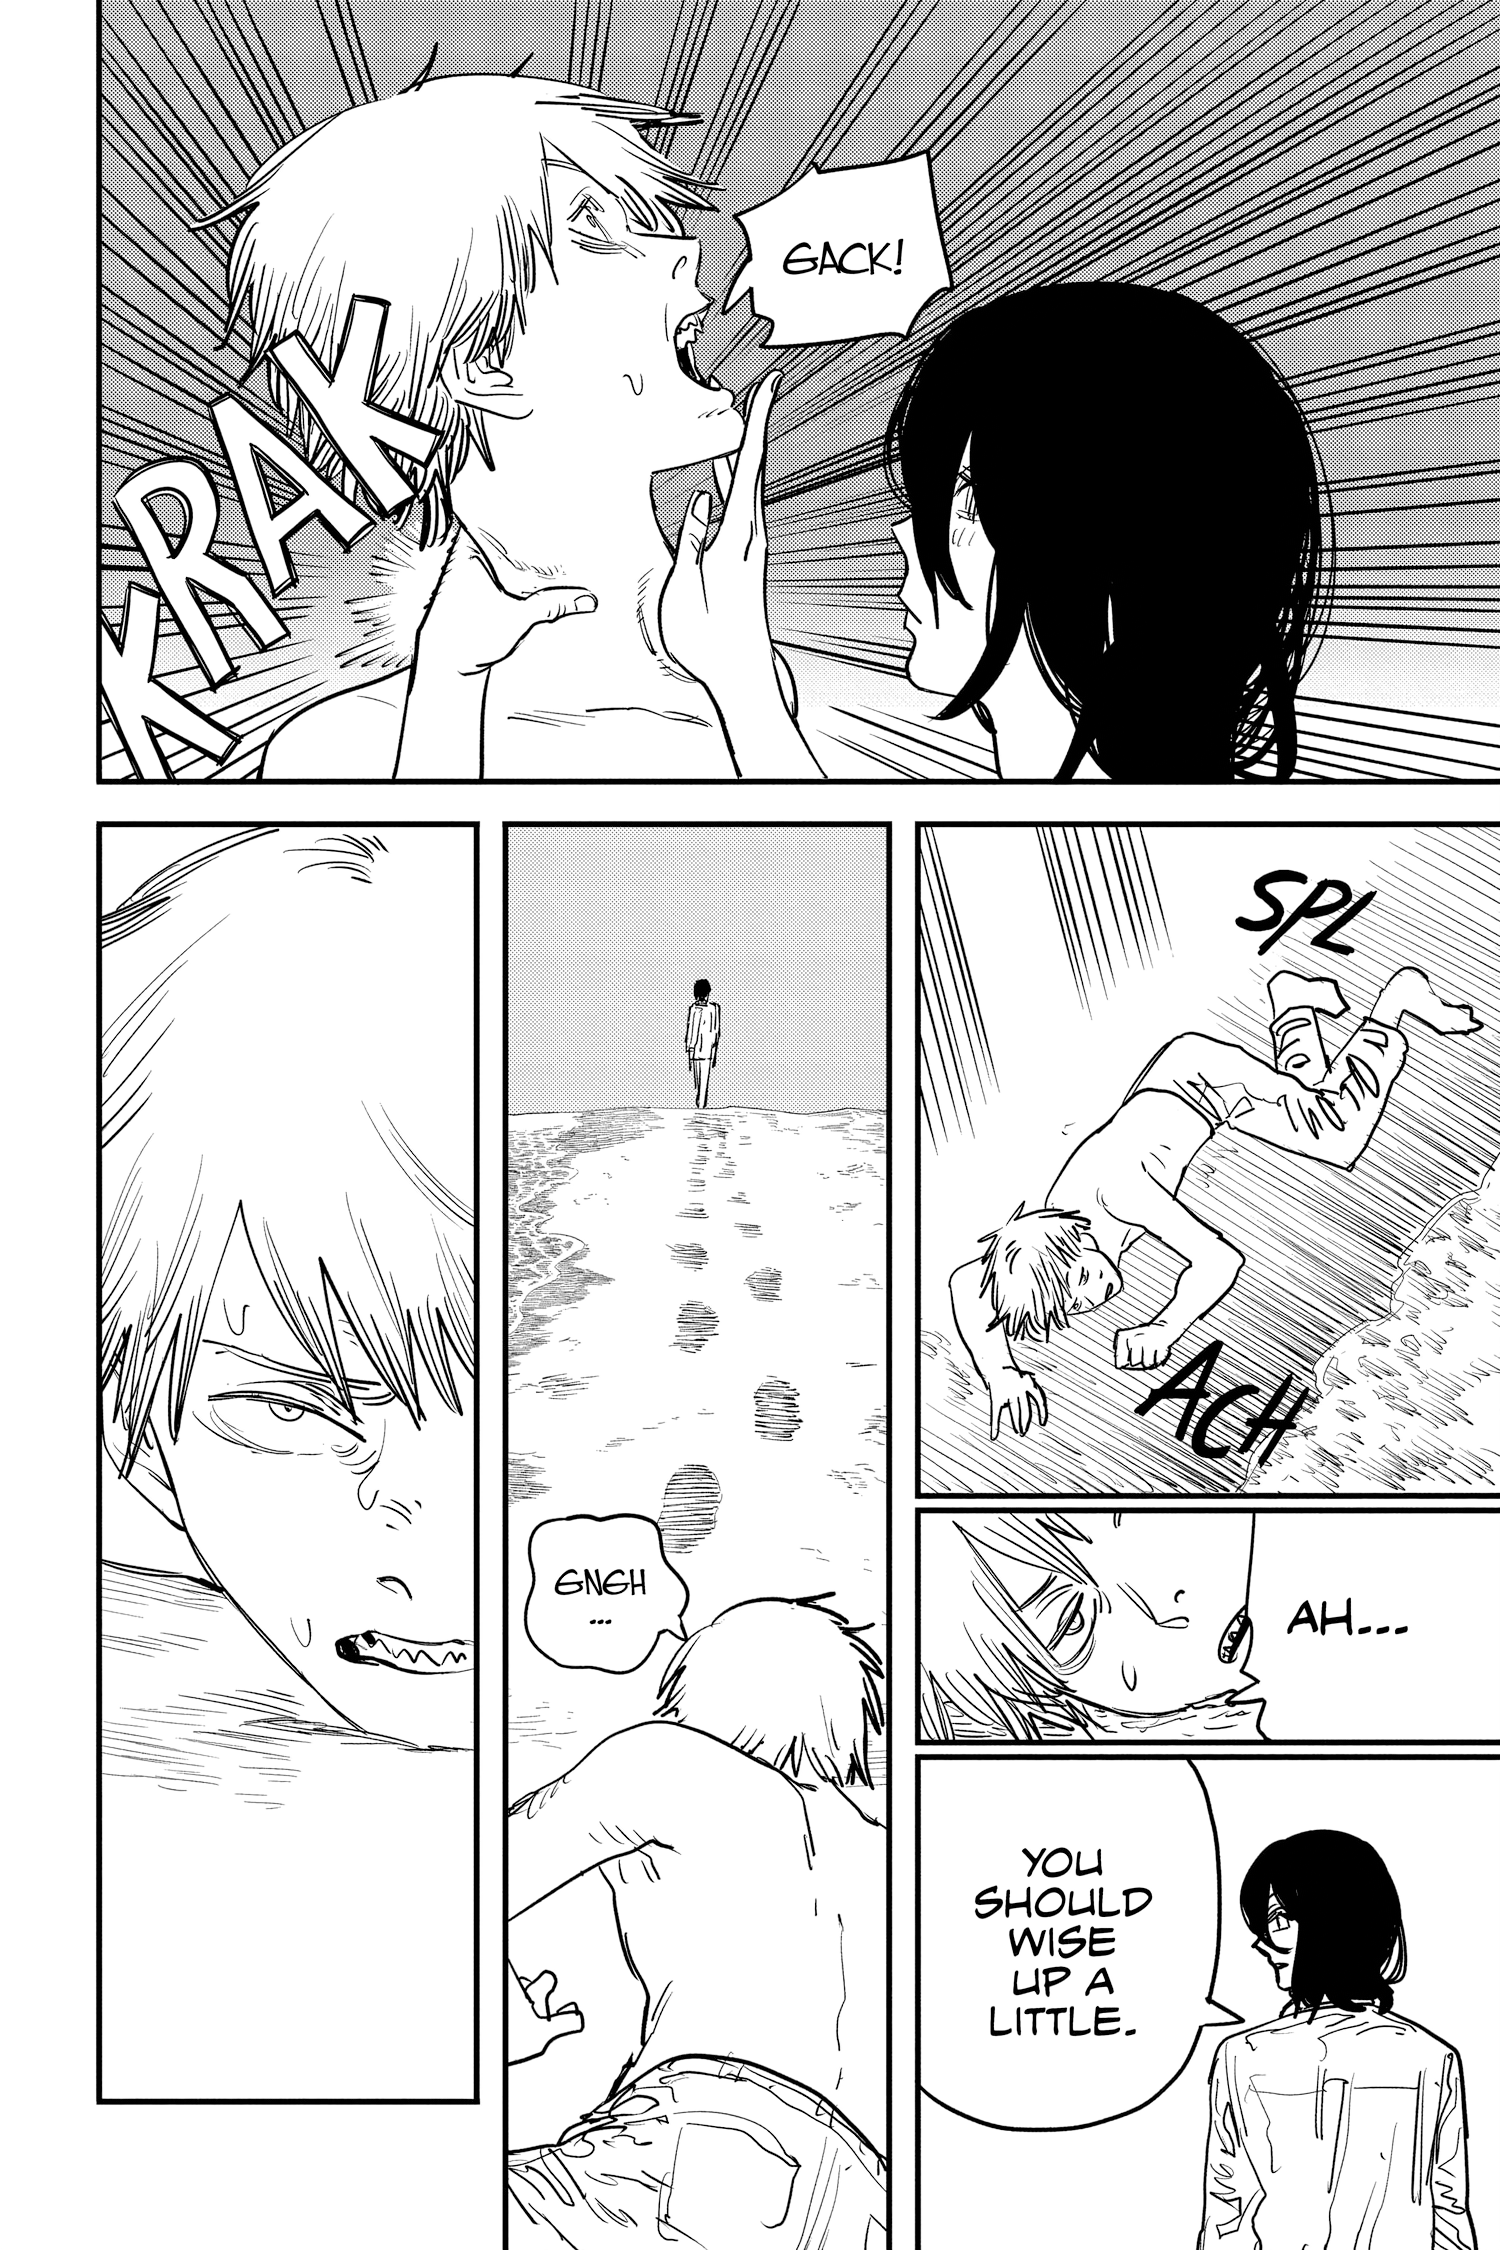 GACK!
KRAK
SPL
ACH
AH...
YOU
SHOULD
WISE
UP A
LITTLE.
GNGH
...